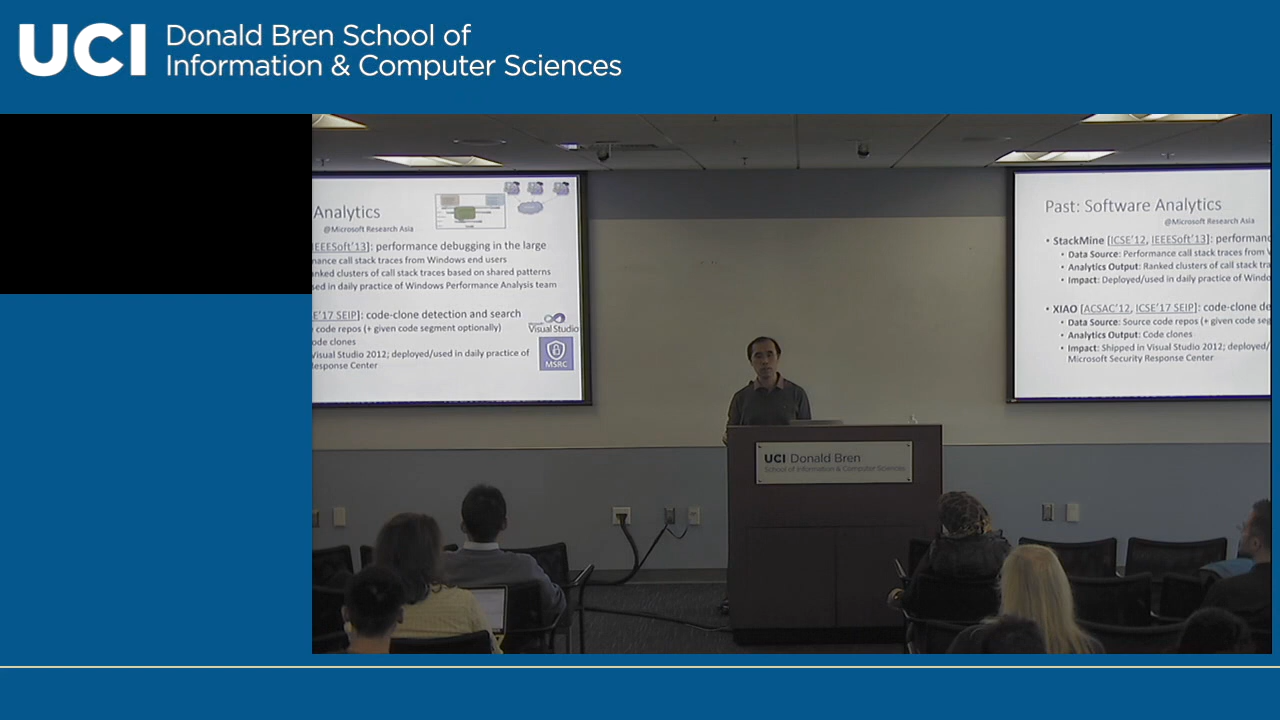 UCI Donald Bren School of
Information & Computer Sciences
Analytics
@Microsoft Research Asia
IEEESoft'13]: performance debugging in the large
mance call stack traces from Windows end users
anked clusters of call stack traces based on shared patterns
sed in daily practice of Windows Performance Analysis team
E'17 SEIP]: code-clone detection and search
code repos (+ given code segment optionally)
ode clones
Visual Studio 2012; deployed/used in daily practice of
esponse Center
Visual Studio
MSRC
Past: Software Analytics
@Microsoft Research Asia
• StackMine [ICSE'12, IEEESoft'13]: performanc
• Data Source: Performance call stack traces from
• Analytics Output: Ranked clusters of call stack tra
• Impact: Deployed/used in daily practice of Windo
• XIAO [ACSAC'12, ICSE'17 SEIP]: code-clone de
• Data Source: Source code repos (+ given code seg
• Analytics Output: Code clones
• Impact: Shipped in Visual Studio 2012; deployed/
Microsoft Security Response Center
UCI Donald Bren
School of Information & Computer Sciences